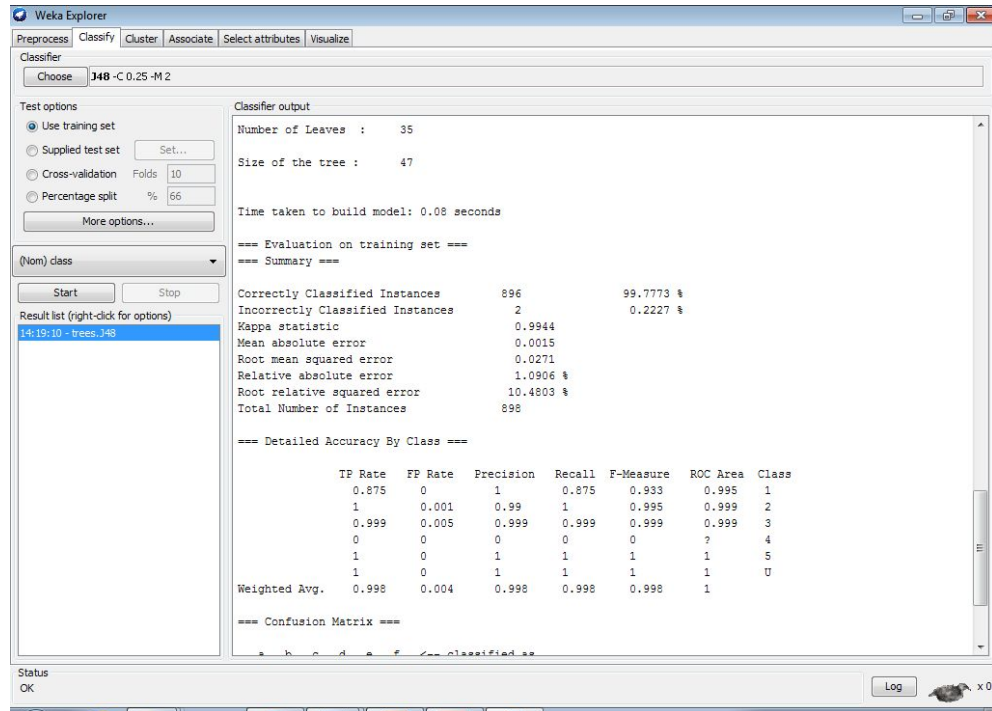 Weka Explorer
Preprocess Classify Cluster Associate Select attributes Visualize
Classifier
Choose J48 -C 0.25 -M 2
Test options
Use training set
Supplied test set Set...
Cross-validation Folds 10
Percentage split % 66
More options...
(Nom) class
Start Stop
Result list (right-click for options)
14:19:10 - trees.J48
Classifier output
Number of Leaves : 35
Size of the tree : 47
Time taken to build model: 0.08 seconds
=== Evaluation on training set ===
=== Summary ===
Correctly Classified Instances 896 99.7773 %
Incorrectly Classified Instances 2 0.2227 %
Kappa statistic 0.9944
Mean absolute error 0.0015
Root mean squared error 0.0271
Relative absolute error 1.0906 %
Root relative squared error 10.4803 %
Total Number of Instances 898
=== Detailed Accuracy By Class ===
TP Rate FP Rate Precision Recall F-Measure ROC Area Class
0.875 0 1 0.875 0.933 0.995 1
1 0.001 0.99 1 0.995 0.999 2
0.999 0.005 0.999 0.999 0.999 0.999 3
0 0 0 0 0 ? 4
1 0 1 1 1 1 5
1 0 1 1 1 1 U
Weighted Avg. 0.998 0.004 0.998 0.998 0.998 1
=== Confusion Matrix ===
a b c d e f <-- classified as
Status
OK
Log x 0